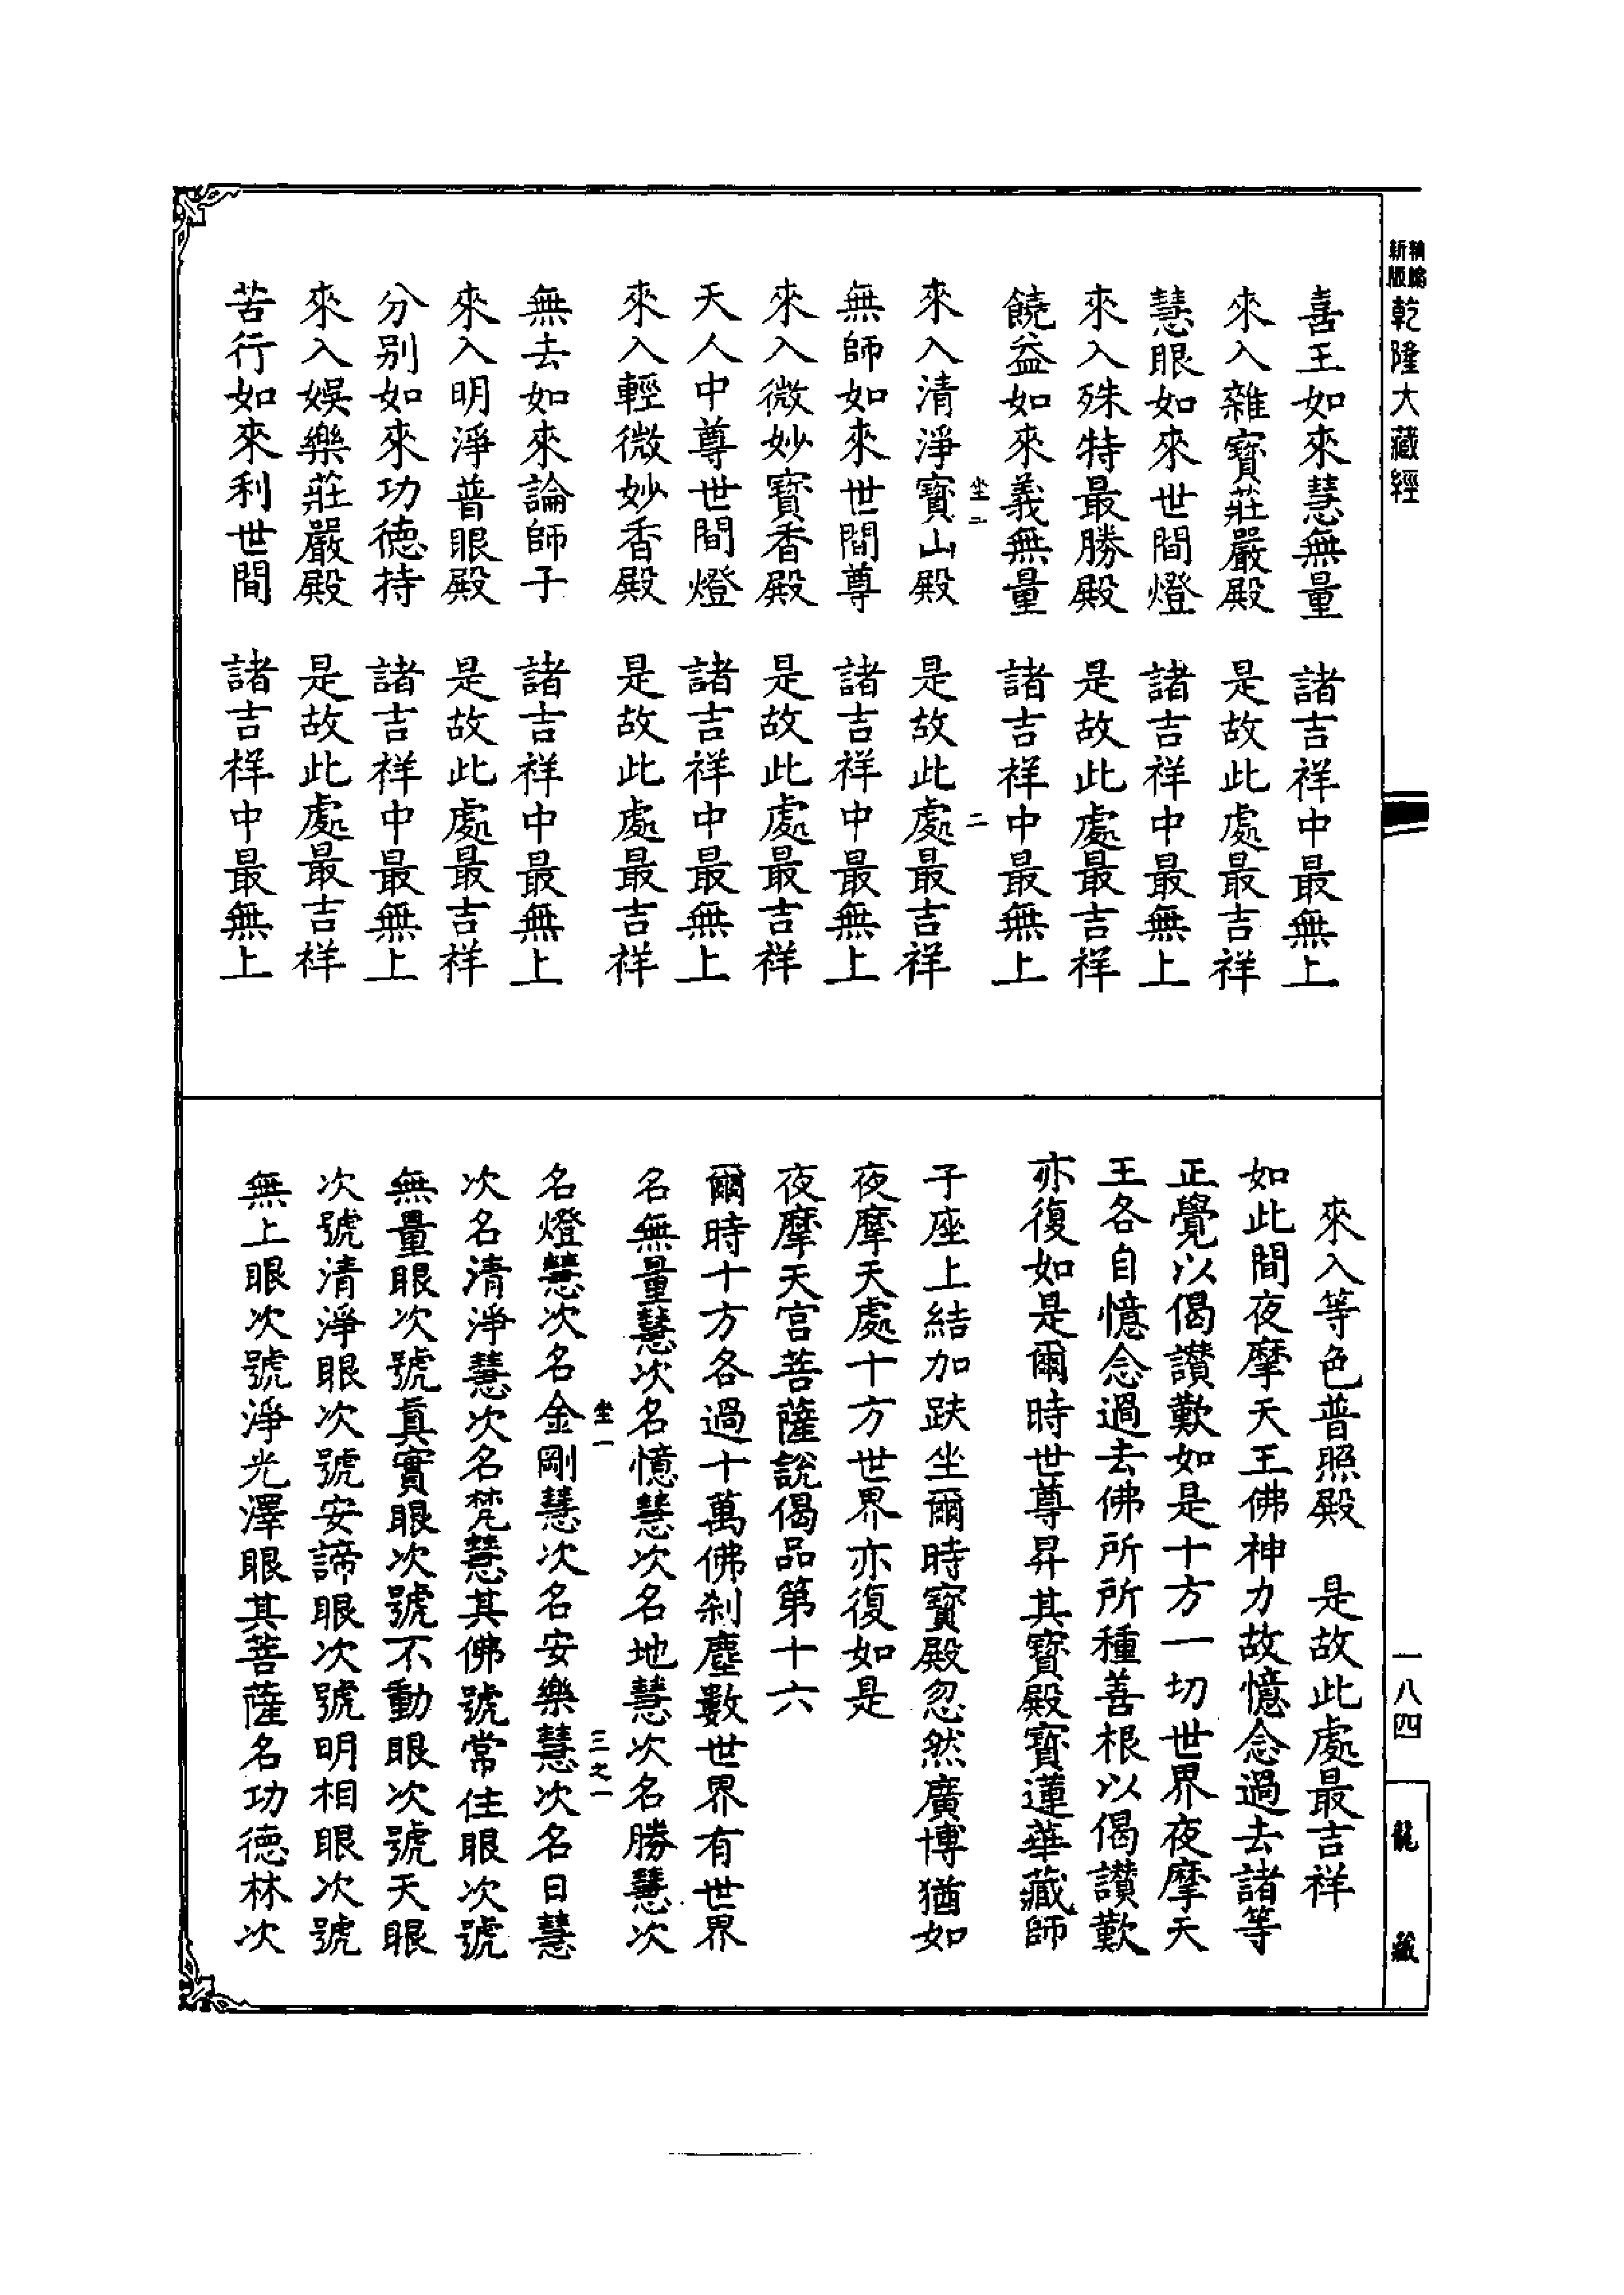 新版精縮乾隆大藏經
喜王如來慧無量　諸吉祥中最無上
來入雜寶莊嚴殿　是故此處最吉祥
慧眼如來世間燈　諸吉祥中最無上
來入殊特最勝殿　是故此處最吉祥
饒益如來義無量　諸吉祥中最無上
坐二　二
來入清淨寶山殿　是故此處最吉祥
無師如來世間尊　諸吉祥中最無上
來入微妙寶香殿　是故此處最吉祥
天人中尊世間燈　諸吉祥中最無上
來入輕微妙香殿　是故此處最吉祥
無去如來論師子　諸吉祥中最無上
來入明淨普眼殿　是故此處最吉祥
分别如來功德持　諸吉祥中最無上
來入娛樂莊嚴殿　是故此處最吉祥
苦行如來利世間　諸吉祥中最無上
來入等色普照殿　是故此處最吉祥
如此間夜摩天王佛神力故憶念過去諸等
正覺以偈讚歎如是十方一切世界夜摩天
王各自憶念過去佛所所種善根以偈讚歎
亦復如是爾時世尊昇其寶殿寶蓮華藏師
子座上結加趺坐爾時寶殿忽然廣博猶如
夜摩天處十方世界亦復如是
夜摩天宮菩薩說偈品第十六
爾時十方各過十萬佛剎塵數世界有世界
名無量慧次名憶慧次名地慧次名勝慧次
坐一　三之一
名燈慧次名金剛慧次名安樂慧次名日慧
次名清淨慧次名梵慧其佛號常住眼次號
無量眼次號真實眼次號不動眼次號天眼
次號清淨眼次號安諦眼次號明相眼次號
無上眼次號淨光澤眼其菩薩名功德林次
一八四
龍藏